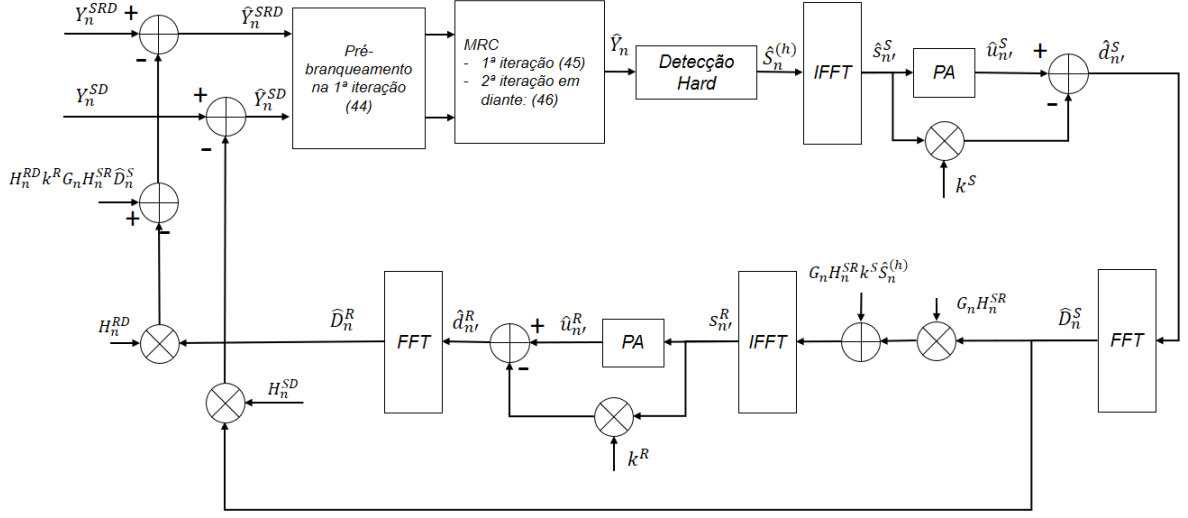 Y_n^{SRD} + Ŷ_n^{SRD}
-
Y_n^{SD} + Ŷ_n^{SD}
-
Pré-
branqueamento
na 1ª iteração
(44)
MRC
- 1ª iteração (45)
- 2ª iteração em
diante: (46)
Ŷ_n
Detecção
Hard
Ŝ_n^{(h)}
IFFT
ŝ_{n'}^S
PA
û_{n'}^S
+
-
d̂_{n'}^S
k^S
H_n^{RD} k^R G_n H_n^{SR} D̂_n^S
+
-
G_n H_n^{SR} k^S Ŝ_n^{(h)}
G_n H_n^{SR}
D̂_n^S
FFT
IFFT
s_{n'}^R
PA
û_{n'}^R
+
-
d̂_{n'}^R
FFT
D̂_n^R
H_n^{RD}
k^R
H_n^{SD}